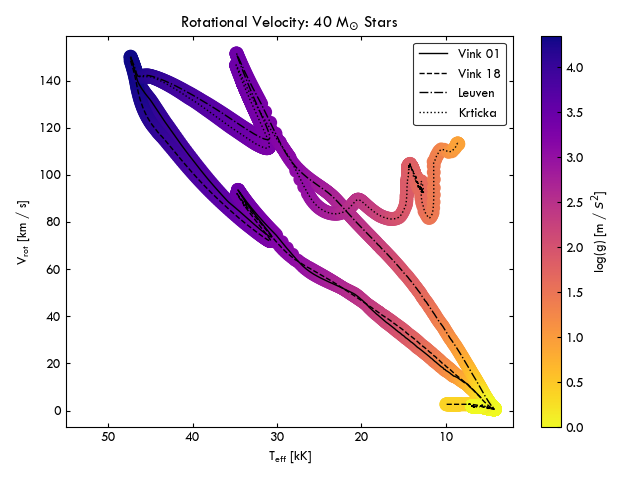 Rotational Velocity: 40 M⊙ Stars
Vink 01
Vink 18
Leuven
Krticka
140
120
100
80
60
40
20
0
50
40
30
20
10
V_rot [km / s]
T_eff [kK]
4.0
3.5
3.0
2.5
2.0
1.5
1.0
0.5
0.0
log(g) [m / s²]